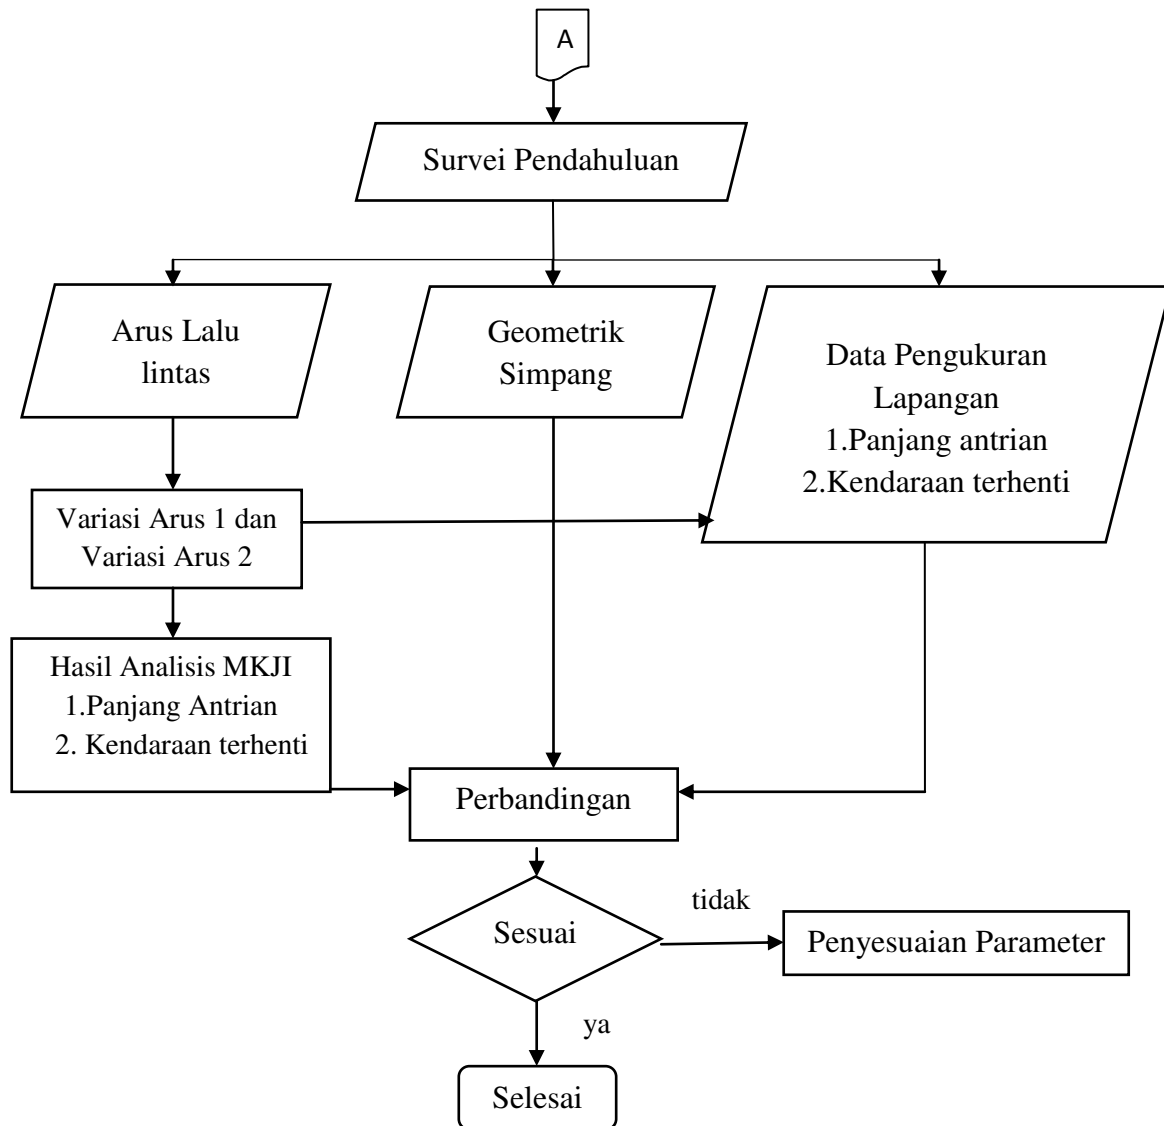 A
Survei Pendahuluan
Arus Lalu
lintas
Geometrik
Simpang
Data Pengukuran
Lapangan
1.Panjang antrian
2.Kendaraan terhenti
Variasi Arus 1 dan
Variasi Arus 2
Hasil Analisis MKJI
1.Panjang Antrian
2. Kendaraan terhenti
Perbandingan
Sesuai
tidak
Penyesuaian Parameter
ya
Selesai